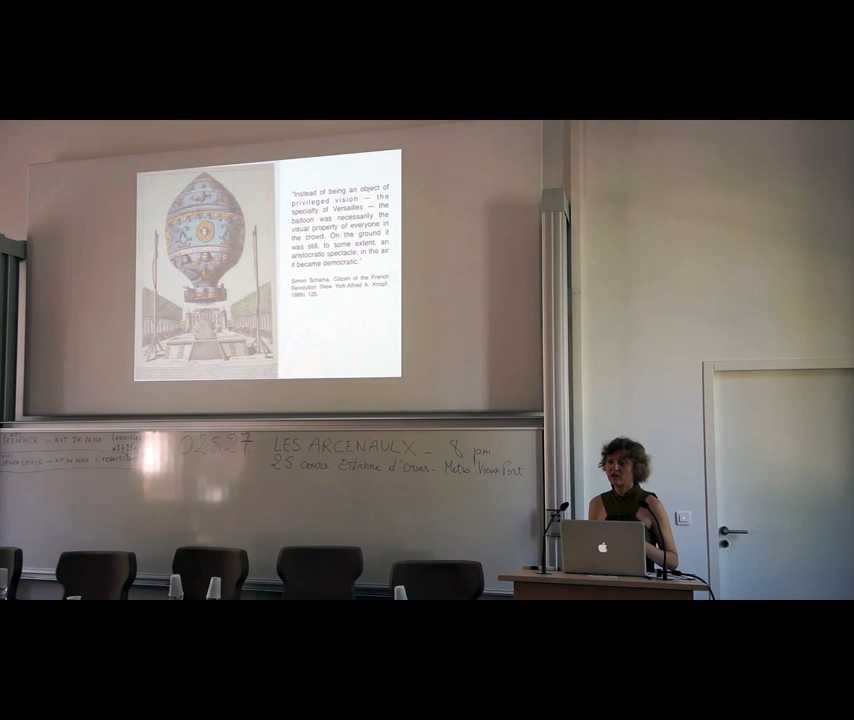 "Instead of being an object of
privileged vision — the
specialty of Versailles — the
balloon was necessarily the
visual property of everyone in
the crowd. On the ground it
was still, to some extent, an
aristocratic spectacle; in the air
it became democratic."
Simon Schama, Citizen of the French
Revolution (New York:Alfred A. Knopf,
1989), 125.
02527 LES ARCENAULX - 8 pm
25 cours Estienne d'Orves - Metro Vieux Port